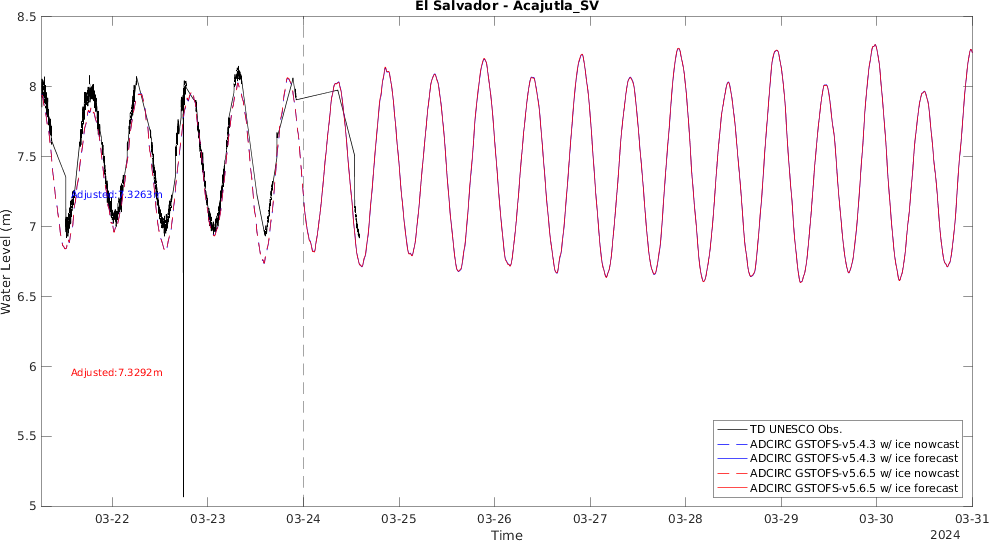 El Salvador - Acajutla_SV
8.5
8
7.5
7
6.5
6
5.5
5
Water Level (m)
Adjusted:7.3263m
Adjusted:7.3292m
TD UNESCO Obs.
ADCIRC GSTOFS-v5.4.3 w/ ice nowcast
ADCIRC GSTOFS-v5.4.3 w/ ice forecast
ADCIRC GSTOFS-v5.6.5 w/ ice nowcast
ADCIRC GSTOFS-v5.6.5 w/ ice forecast
03-22 03-23 03-24 03-25 03-26 03-27 03-28 03-29 03-30 03-31
Time
2024